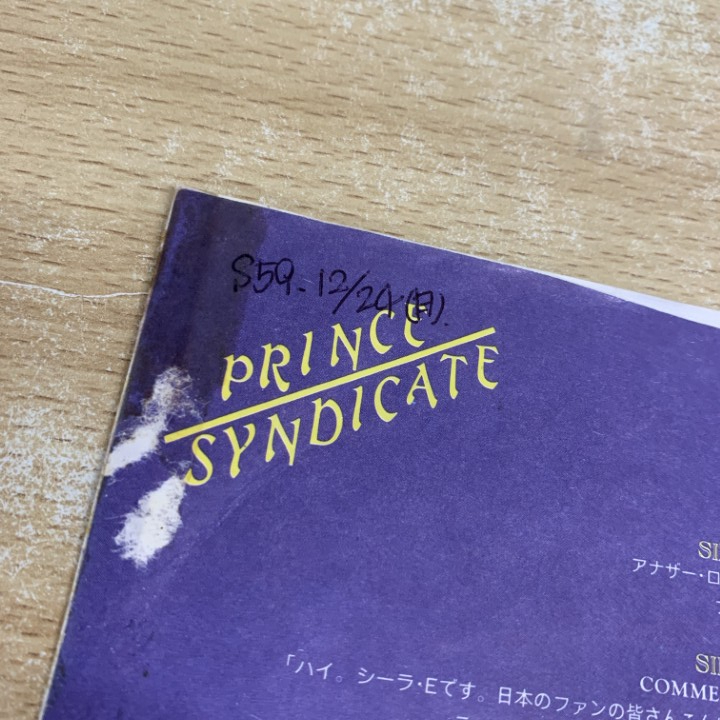 S59.12/24(月).
PRINCE
SYNDICATE
SI
アナザー・ロ
SI
COMME
「ハイ。シーラ・Eです。日本のファンの皆さん